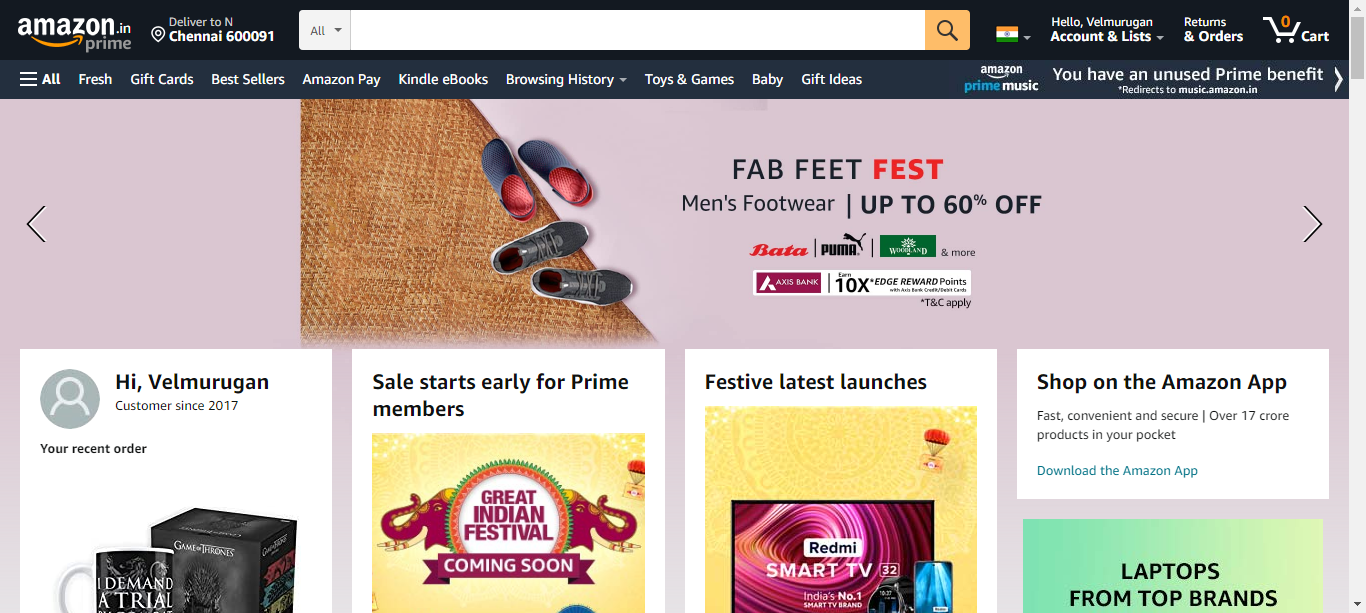 amazon.in
prime
Deliver to N
Chennai 600091
All
Hello, Velmurugan
Account & Lists
Returns
& Orders
0
Cart
All
Fresh
Gift Cards
Best Sellers
Amazon Pay
Kindle eBooks
Browsing History
Toys & Games
Baby
Gift Ideas
amazon
prime music
You have an unused Prime benefit
*Redirects to music.amazon.in
FAB FEET FEST
Men's Footwear | UP TO 60% OFF
Bata | PUMA | WOODLAND & more
AXIS BANK | Earn 10X *EDGE REWARD Points
with Axis Bank Credit/Debit Cards
*T&C apply
Hi, Velmurugan
Customer since 2017
Your recent order
GAME OF THRONES
I DEMAND
A TRIAL
Sale starts early for Prime
members
GREAT
INDIAN
FESTIVAL
COMING SOON
Festive latest launches
Redmi
SMART TV 32
India's No.1
SMART TV BRAND
Shop on the Amazon App
Fast, convenient and secure | Over 17 crore
products in your pocket
Download the Amazon App
LAPTOPS
FROM TOP BRANDS